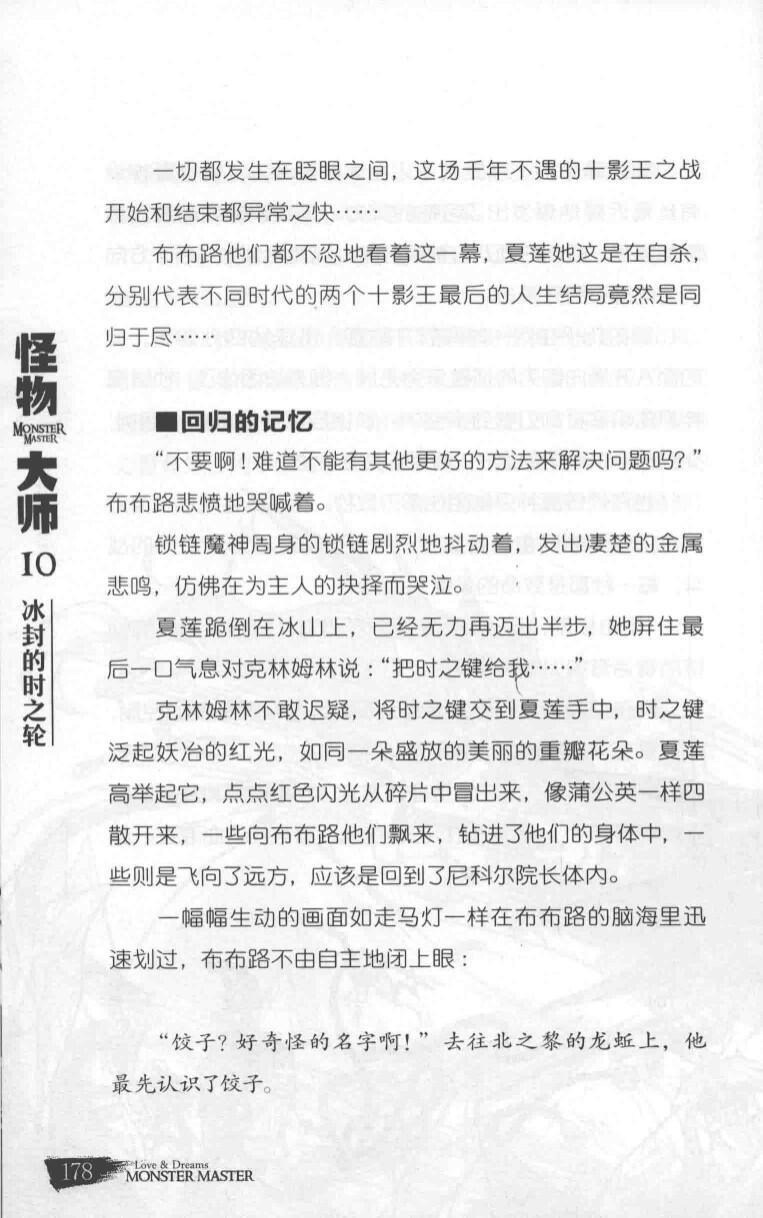 一切都发生在眨眼之间，这场千年不遇的十影王之战
开始和结束都异常之快……
布布路他们都不忍地看着这一幕，夏莲她这是在自杀，
分别代表不同时代的两个十影王最后的人生结局竟然是同
归于尽……
■回归的记忆
“不要啊！难道不能有其他更好的方法来解决问题吗？”
布布路悲愤地哭喊着。
锁链魔神周身的锁链剧烈地抖动着，发出凄楚的金属
悲鸣，仿佛在为主人的抉择而哭泣。
夏莲跪倒在冰山上，已经无力再迈出半步，她屏住最
后一口气息对克林姆林说：“把时之键给我……”
克林姆林不敢迟疑，将时之键交到夏莲手中，时之键
泛起妖冶的红光，如同一朵盛放的美丽的重瓣花朵。夏莲
高举起它，点点红色闪光从碎片中冒出来，像蒲公英一样四
散开来，一些向布布路他们飘来，钻进了他们的身体中，一
些则是飞向了远方，应该是回到了尼科尔院长体内。
一幅幅生动的画面如走马灯一样在布布路的脑海里迅
速划过，布布路不由自主地闭上眼：
“饺子？好奇怪的名字啊！”去往北之黎的龙蚯上，他
最先认识了饺子。
怪物
MONSTER
MASTER
大师
10
冰封的时之轮
178
Love & Dreams
MONSTER MASTER